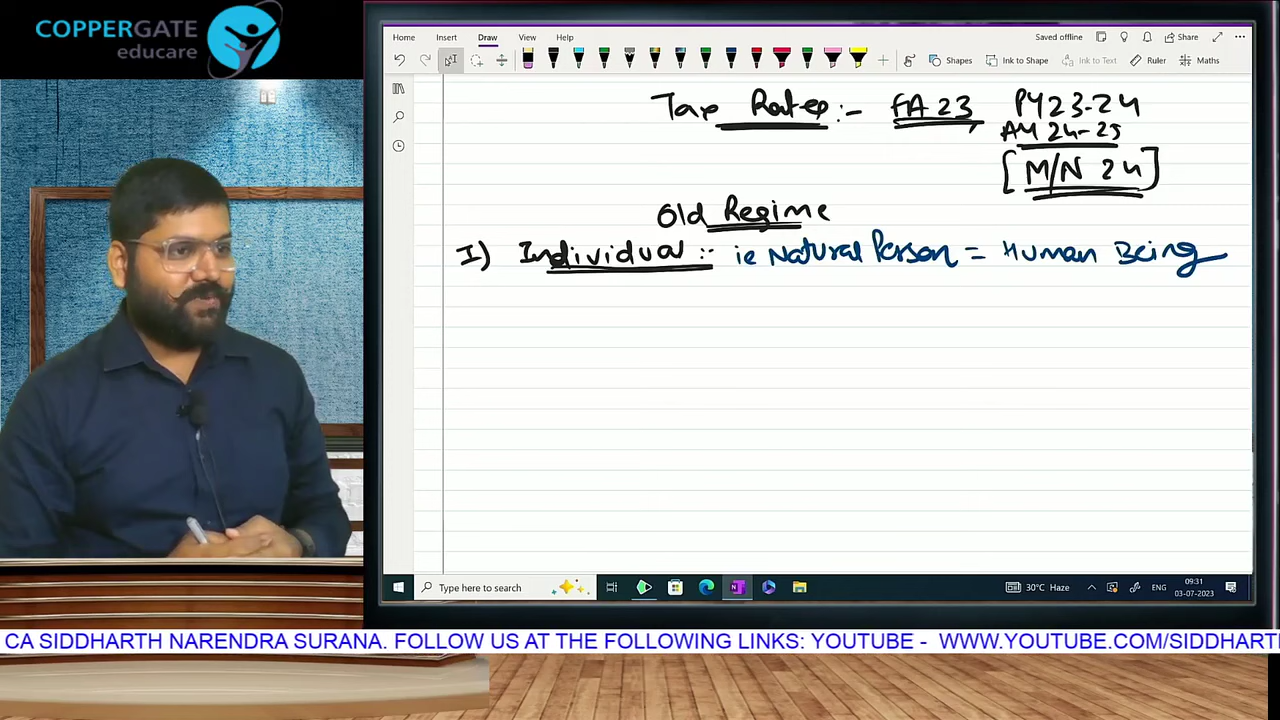 COPPERGATE
educare
Home Insert Draw View Help
Saved offline
Share
Shapes Ink to Shape Ink to Text Ruler Maths
Tax Rates :- FA 23 PY 23-24
AY 24-25
[M/N 24]
Old Regime
I) Individual :- ie Natural Person = Human Being
Type here to search
30°C Haze
ENG
09:31
03-07-2023
CA SIDDHARTH NARENDRA SURANA. FOLLOW US AT THE FOLLOWING LINKS: YOUTUBE - WWW.YOUTUBE.COM/SIDDHARTH